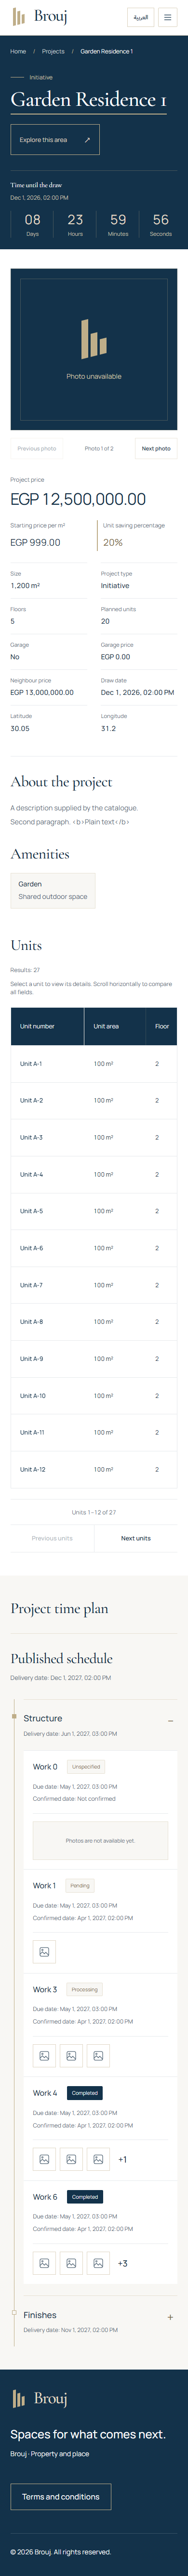 Brouj
العربية
Home / Projects / Garden Residence 1
Initiative
Garden Residence 1
Explore this area ↗
Time until the draw
Dec 1, 2026, 02:00 PM
08 23 59 56
Days Hours Minutes Seconds
Photo unavailable
Previous photo Photo 1 of 2 Next photo
Project price
EGP 12,500,000.00
Starting price per m² Unit saving percentage
EGP 999.00 20%
Size Project type
1,200 m² Initiative
Floors Planned units
5 20
Garage Garage price
No EGP 0.00
Neighbour price Draw date
EGP 13,000,000.00 Dec 1, 2026, 02:00 PM
Latitude Longitude
30.05 31.2
About the project
A description supplied by the catalogue.
Second paragraph. <b>Plain text</b>
Amenities
Garden
Shared outdoor space
Units
Results: 27
Select a unit to view its details. Scroll horizontally to compare
all fields.
Unit number Unit area Floor
Unit A-1 100 m² 2
Unit A-2 100 m² 2
Unit A-3 100 m² 2
Unit A-4 100 m² 2
Unit A-5 100 m² 2
Unit A-6 100 m² 2
Unit A-7 100 m² 2
Unit A-8 100 m² 2
Unit A-9 100 m² 2
Unit A-10 100 m² 2
Unit A-11 100 m² 2
Unit A-12 100 m² 2
Units 1–12 of 27
Previous units Next units
Project time plan
Published schedule
Delivery date: Dec 1, 2027, 02:00 PM
Structure −
Delivery date: Jun 1, 2027, 03:00 PM
Work 0 Unspecified
Due date: May 1, 2027, 03:00 PM
Confirmed date: Not confirmed
Photos are not available yet.
Work 1 Pending
Due date: May 1, 2027, 03:00 PM
Confirmed date: Apr 1, 2027, 02:00 PM
Work 3 Processing
Due date: May 1, 2027, 03:00 PM
Confirmed date: Apr 1, 2027, 02:00 PM
Work 4 Completed
Due date: May 1, 2027, 03:00 PM
Confirmed date: Apr 1, 2027, 02:00 PM
+1
Work 6 Completed
Due date: May 1, 2027, 03:00 PM
Confirmed date: Apr 1, 2027, 02:00 PM
+3
Finishes +
Delivery date: Nov 1, 2027, 02:00 PM
Brouj
Spaces for what comes next.
Brouj · Property and place
Terms and conditions
© 2026 Brouj. All rights reserved.